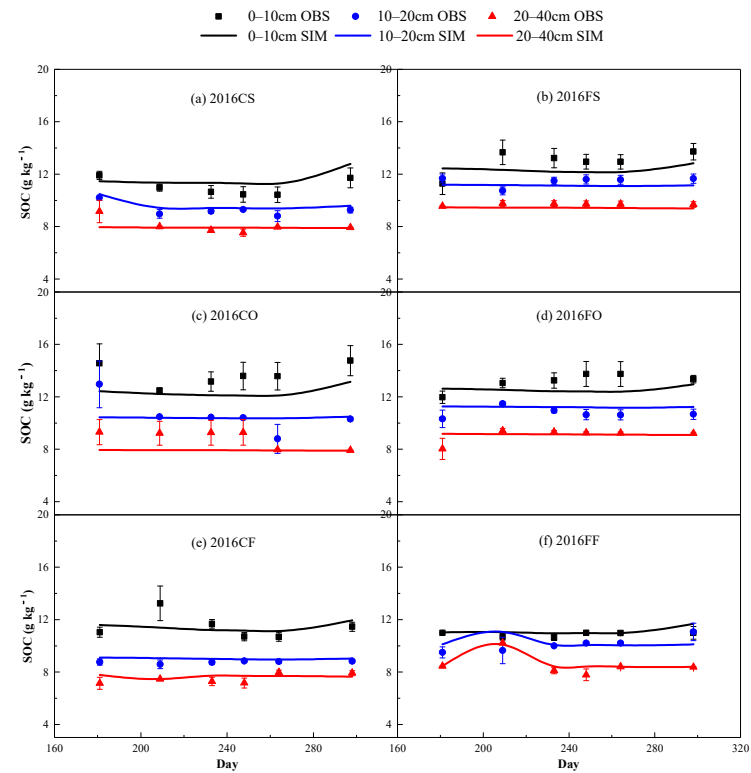 0–10cm OBS 10–20cm OBS 20–40cm OBS
0–10cm SIM 10–20cm SIM 20–40cm SIM
20
16
12
8
4
SOC (g kg⁻¹)
(a) 2016CS
(b) 2016FS
20
16
12
8
4
SOC (g kg⁻¹)
(c) 2016CO
(d) 2016FO
20
16
12
8
4
SOC (g kg⁻¹)
(e) 2016CF
(f) 2016FF
160 200 240 280 160 200 240 280 320
Day Day